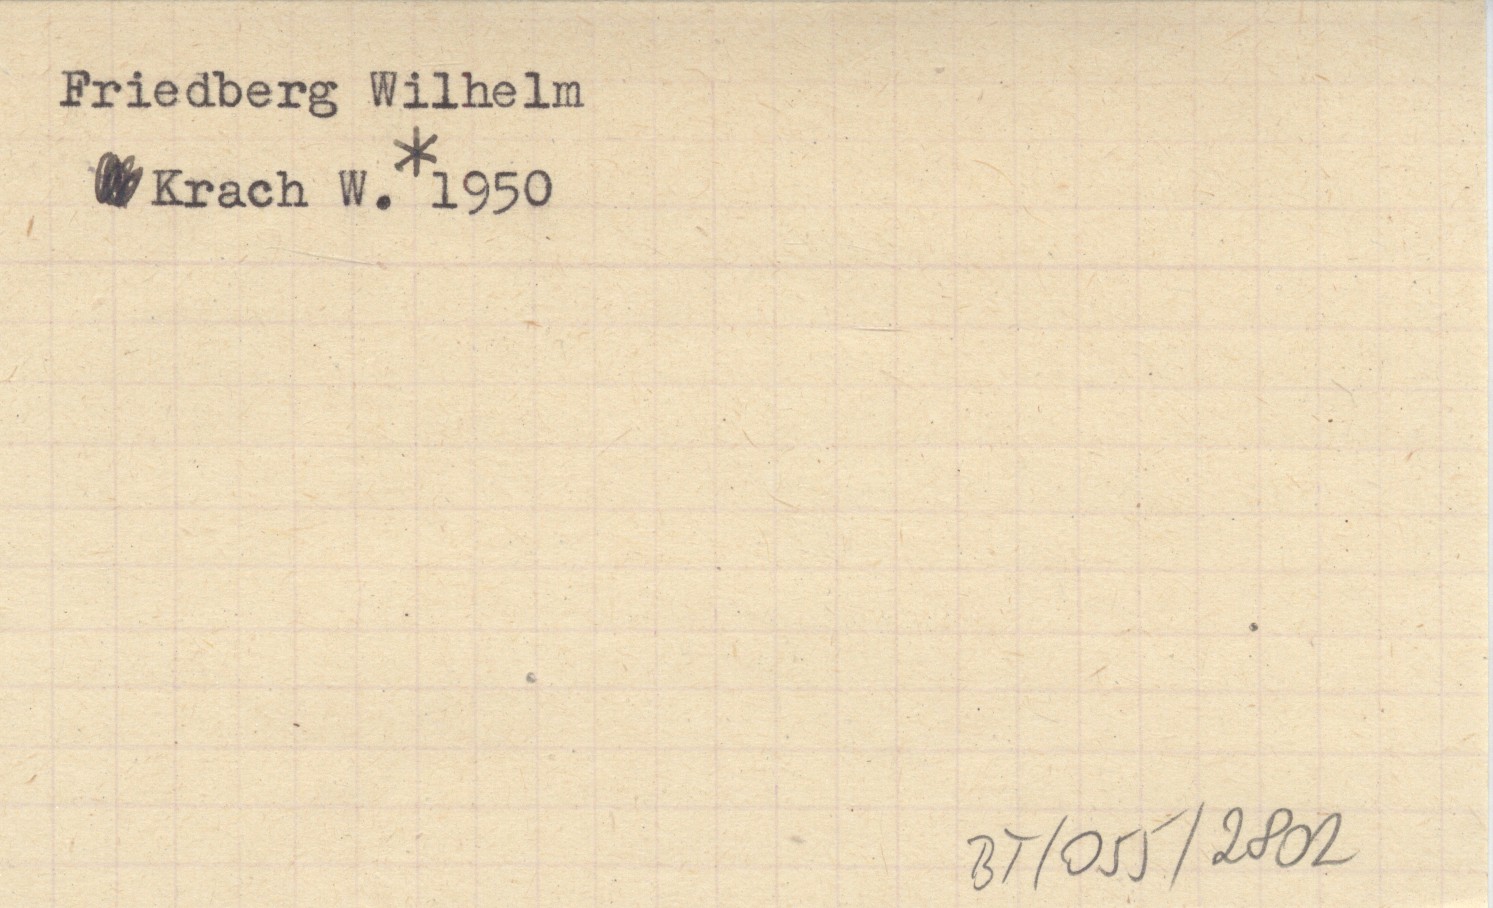 Friedberg Wilhelm
Krach W.*1950
BT/055/2802